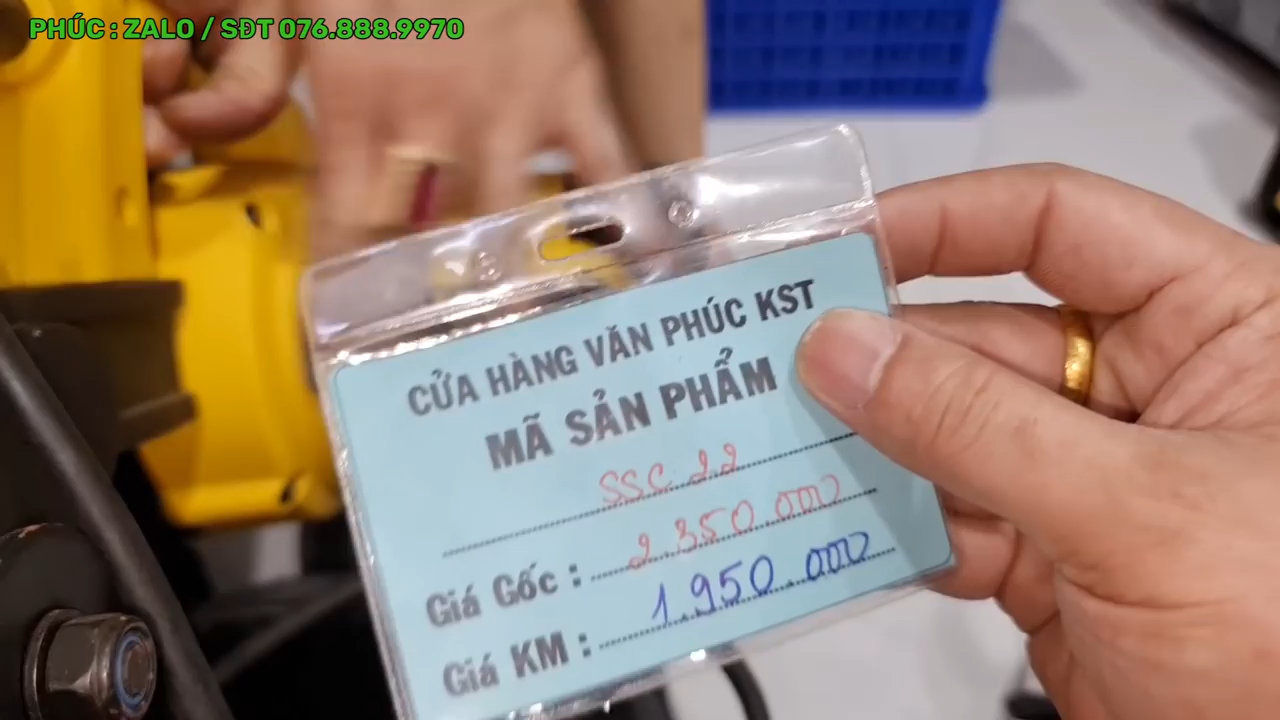 PHÚC : ZALO / SĐT 076.888.9970
CỬA HÀNG VĂN PHÚC KST
MÃ SẢN PHẨM
SSC 22
Giá Gốc : 2 350 000
Giá KM : 1.950.000